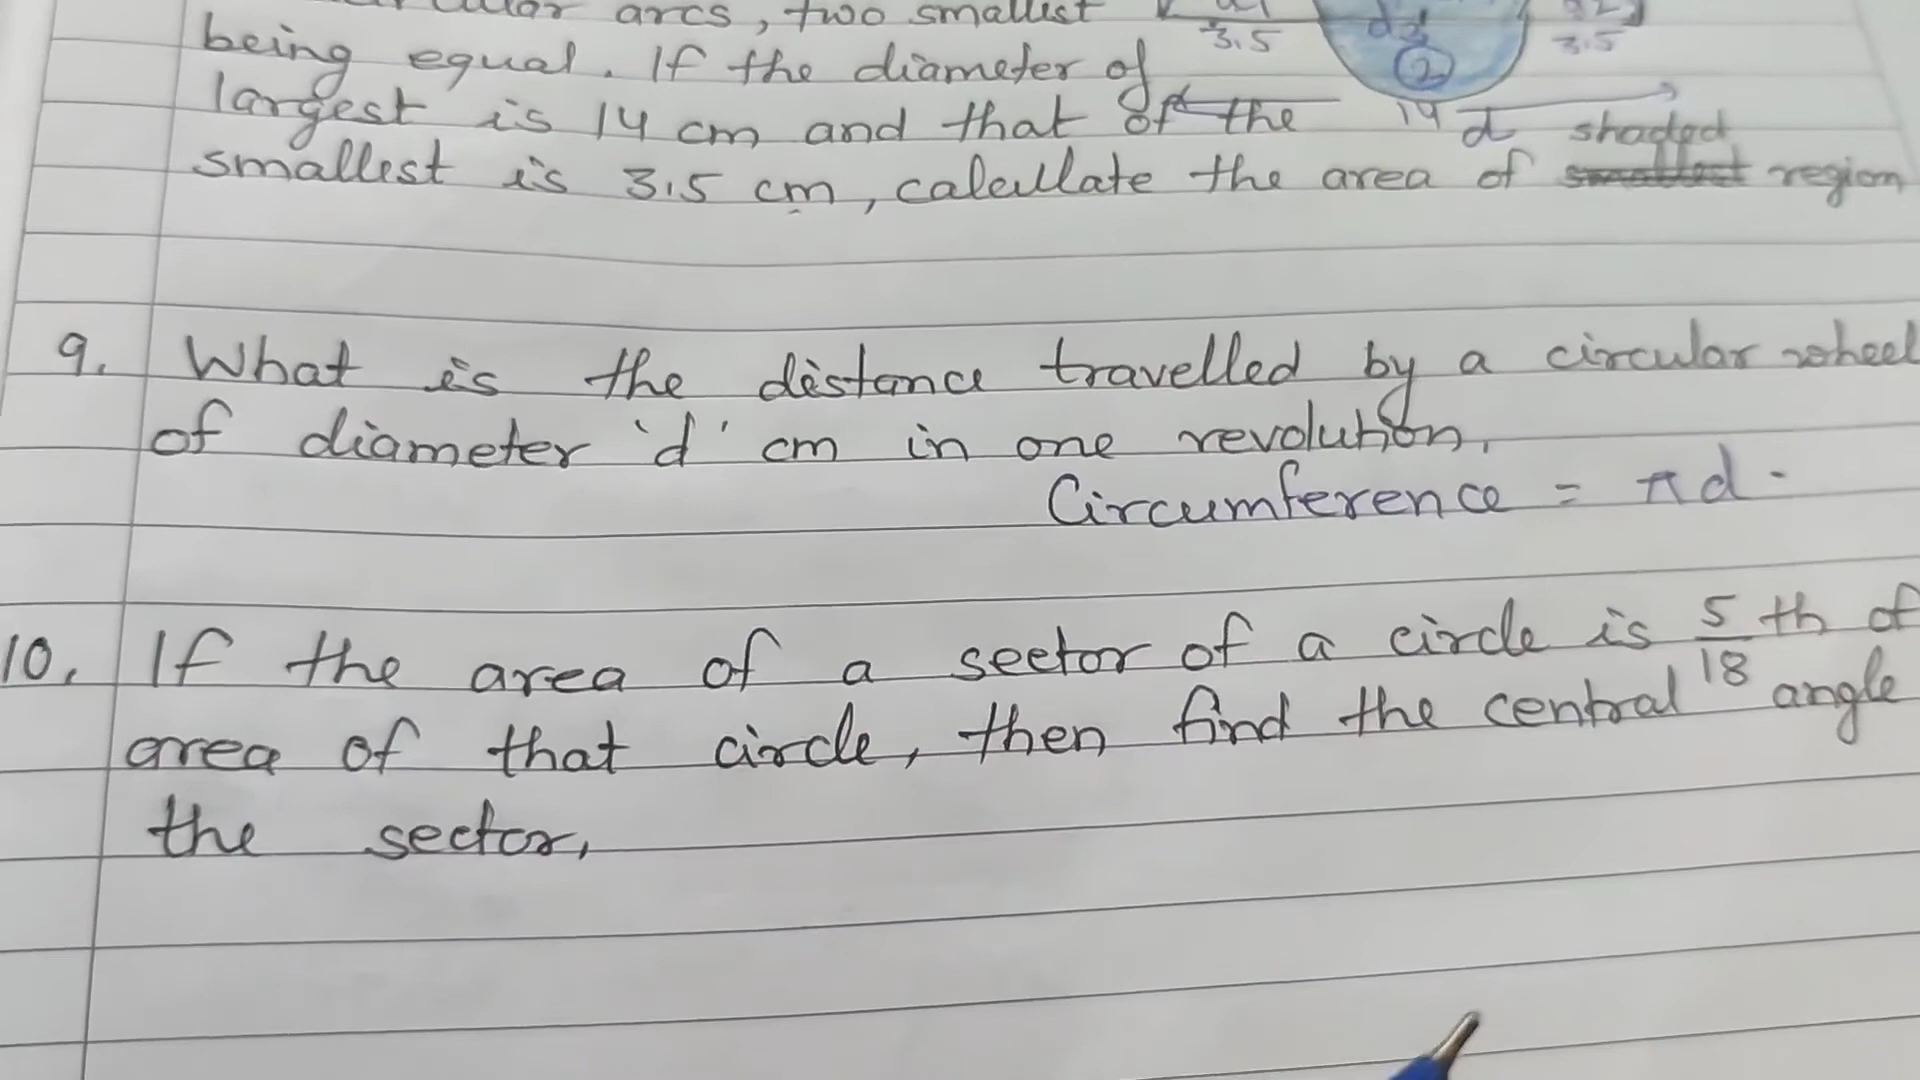 arcs, two smallest
3.5 3.5
being equal. If the diameter of
2
largest is 14 cm and that of the 14 d shaded
smallest is 3.5 cm, calculate the area of region
9. What is the distance travelled by a circular wheel
of diameter 'd' cm in one revolution.
Circumference = πd.
10. If the area of a sector of a circle is 5/18 th of
area of that circle, then find the central angle
the sector,